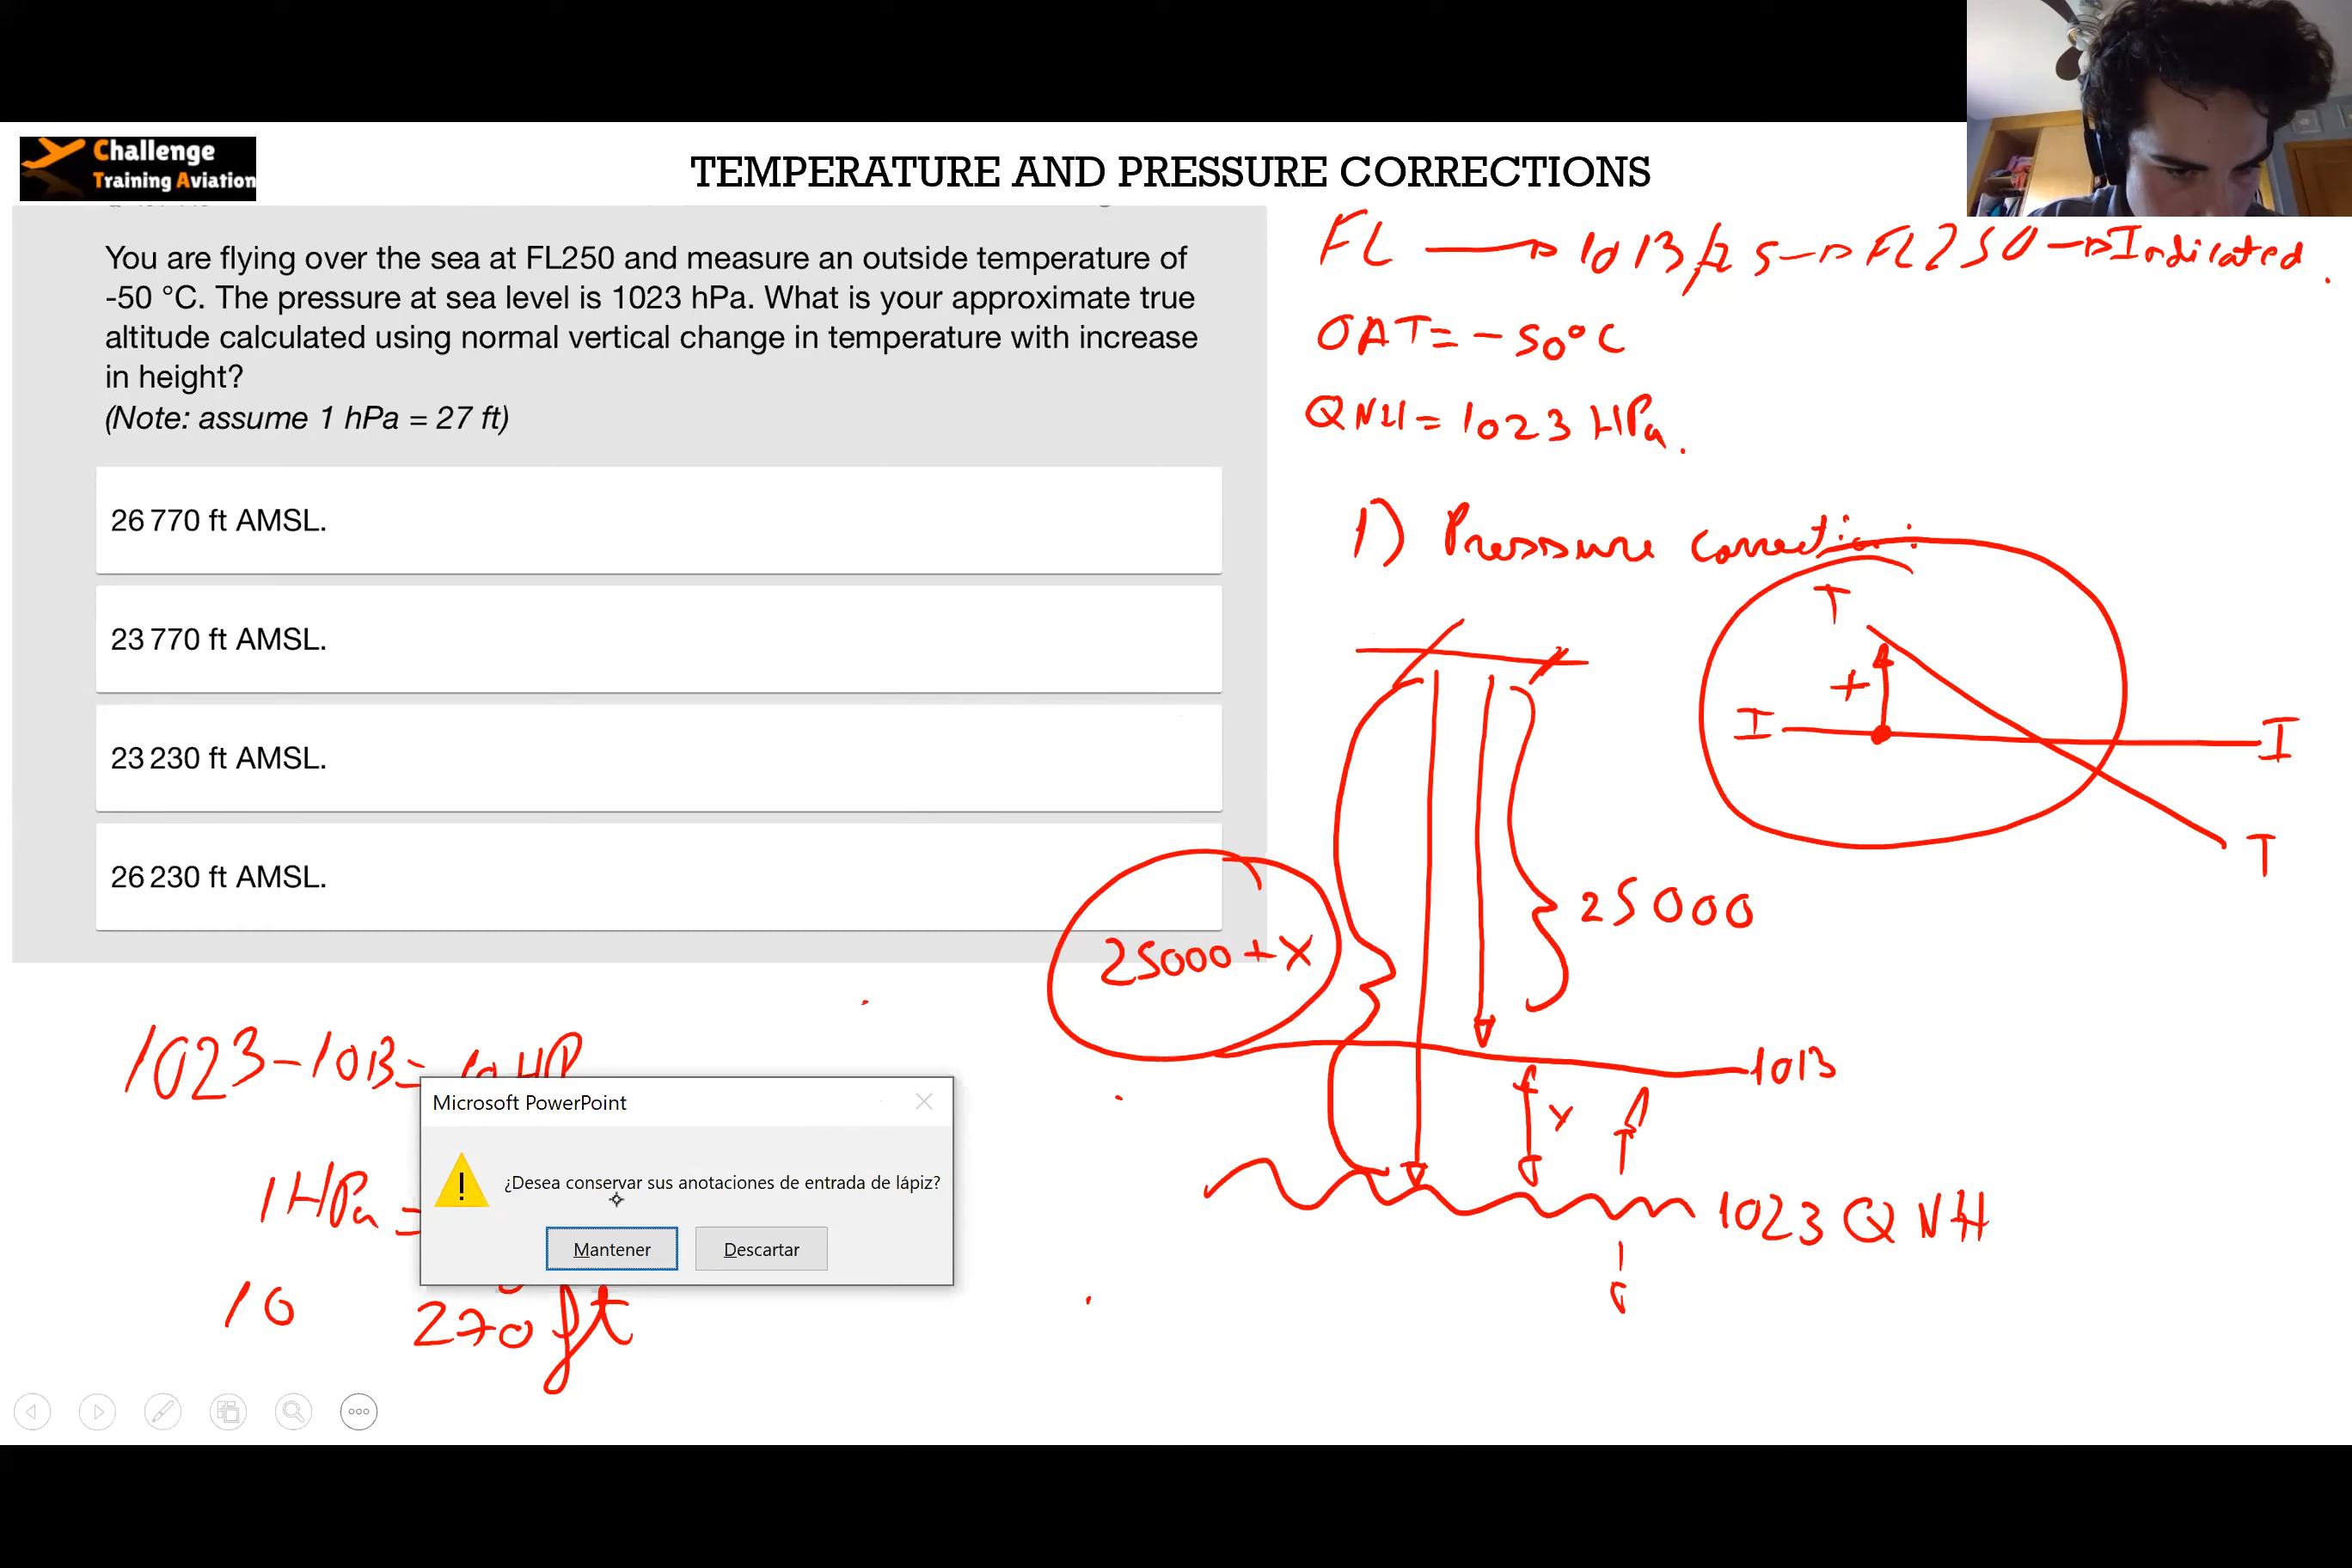 Challenge
Training Aviation
TEMPERATURE AND PRESSURE CORRECTIONS
You are flying over the sea at FL250 and measure an outside temperature of
-50 °C. The pressure at sea level is 1023 hPa. What is your approximate true
altitude calculated using normal vertical change in temperature with increase
in height?
(Note: assume 1 hPa = 27 ft)
26 770 ft AMSL.
23 770 ft AMSL.
23 230 ft AMSL.
26 230 ft AMSL.
FL → 1013,25 → FL250 → Indicated.
OAT = -50°C
QNH = 1023 HPa.
1) Pressure correction:
T
+
I
I
T
25000
25000 + X
1013
X
1023 QNH
1023 - 1013 = 10 HP
1 HPa =
10
270 ft
Microsoft PowerPoint
¿Desea conservar sus anotaciones de entrada de lápiz?
Mantener
Descartar